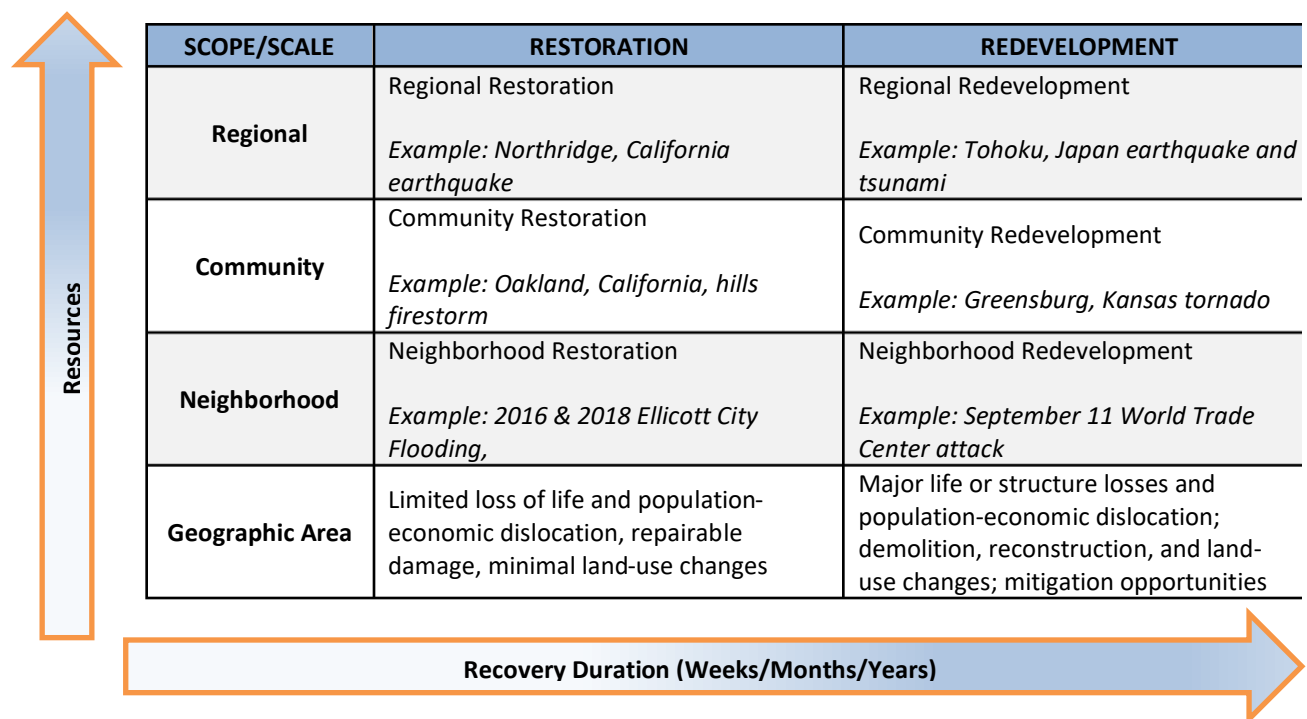 SCOPE/SCALE RESTORATION REDEVELOPMENT
Regional
Regional Restoration
Example: Northridge, California
earthquake
Regional Redevelopment
Example: Tohoku, Japan earthquake and
tsunami
Community
Community Restoration
Example: Oakland, California, hills
firestorm
Community Redevelopment
Example: Greensburg, Kansas tornado
Neighborhood
Neighborhood Restoration
Example: 2016 & 2018 Ellicott City
Flooding,
Neighborhood Redevelopment
Example: September 11 World Trade
Center attack
Geographic Area
Limited loss of life and population-
economic dislocation, repairable
damage, minimal land-use changes
Major life or structure losses and
population-economic dislocation;
demolition, reconstruction, and land-
use changes; mitigation opportunities
Resources
Recovery Duration (Weeks/Months/Years)